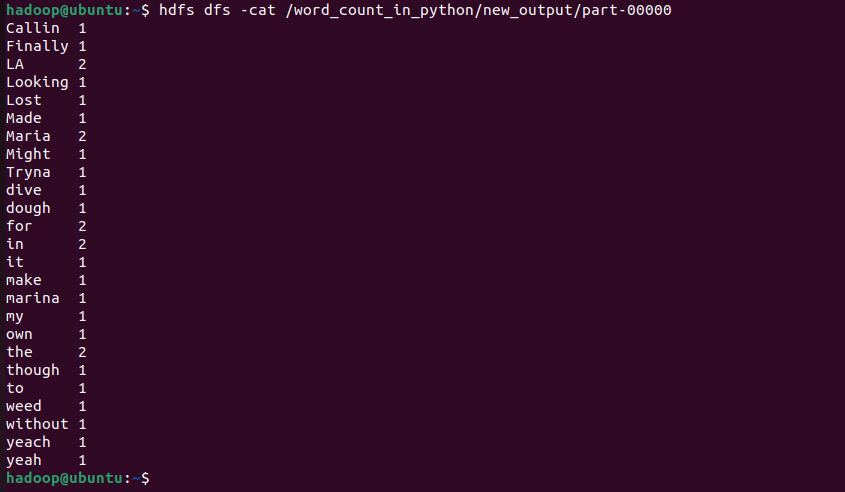 hadoop@ubuntu:~$ hdfs dfs -cat /word_count_in_python/new_output/part-00000
Callin  1
Finally 1
LA      2
Looking 1
Lost    1
Made    1
Maria   2
Might   1
Tryna   1
dive    1
dough   1
for     2
in      2
it      1
make    1
marina  1
my      1
own     1
the     2
though  1
to      1
weed    1
without 1
yeach   1
yeah    1
hadoop@ubuntu:~$